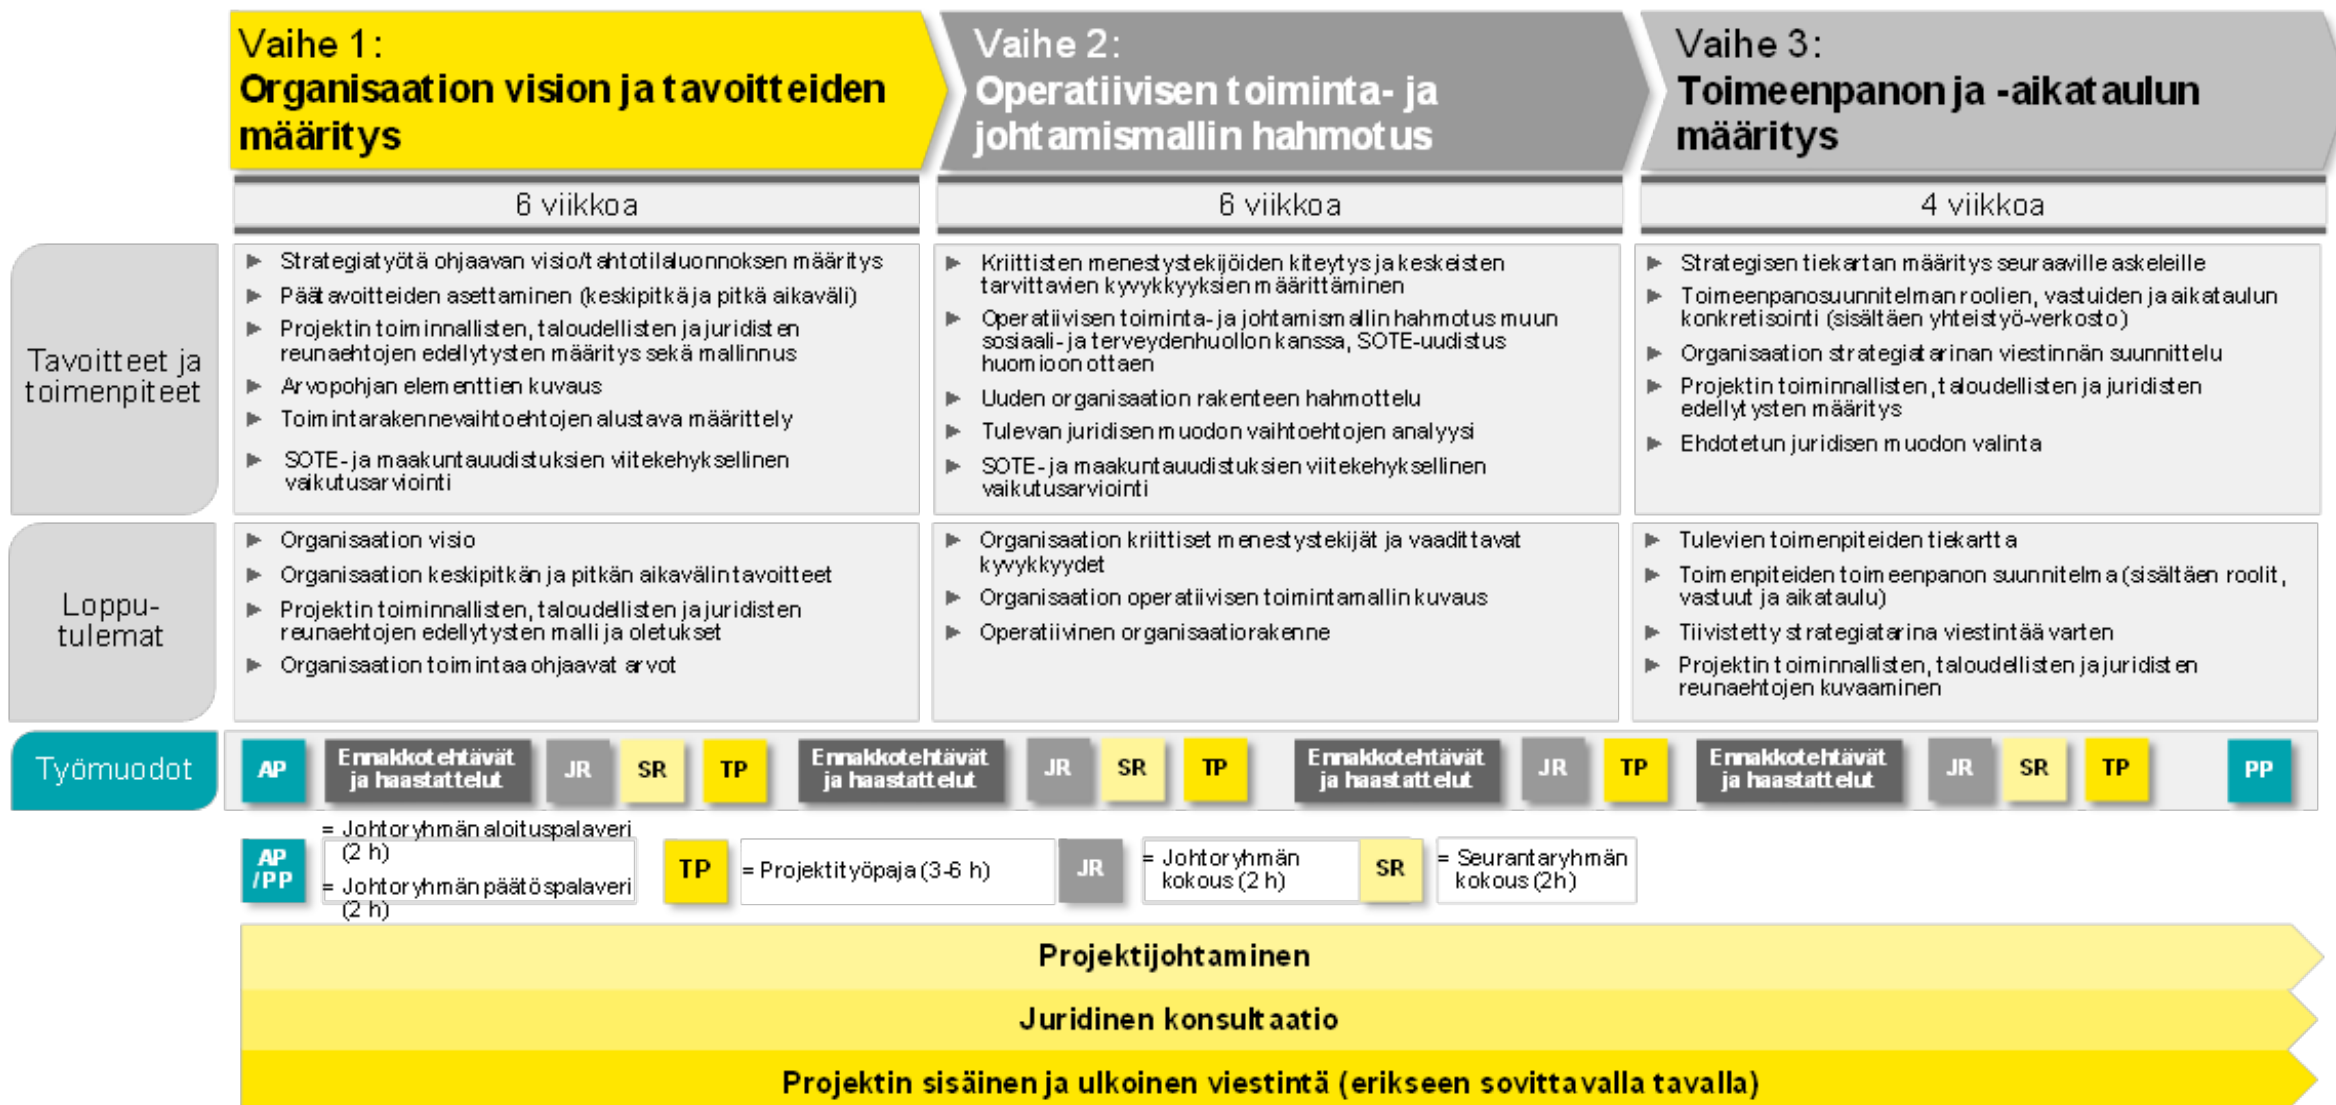 Vaihe 1:
Organisaation vision ja tavoitteiden
määritys
Vaihe 2:
Operatiivisen toiminta- ja
johtamismallin hahmotus
Vaihe 3:
Toimeenpanon ja -aikataulun
määritys
6 viikkoa
6 viikkoa
4 viikkoa
Tavoitteet ja
toimenpiteet
Strategiatyötä ohjaavan visio/tahtotilaluonnoksen määritys
Päätavoitteiden asettaminen (keskipitkä ja pitkä aikaväli)
Projektin toiminnallisten, taloudellisten ja juridisten
reunaehtojen edellytysten määritys sekä mallinnus
Arvopohjan elementtien kuvaus
Toimintarakennevaihtoehtojen alustava määrittely
SOTE- ja maakuntauudistuksien viitekehyksellinen
vaikutusarviointi
Kriittisten menestystekijöiden kiteytys ja keskeisten
tarvittavien kyvykkyyksien määrittäminen
Operatiivisen toiminta- ja johtamismallin hahmotus muun
sosiaali- ja terveydenhuollon kanssa, SOTE-uudistus
huomioon ottaen
Uuden organisaation rakenteen hahmottelu
Tulevan juridisen muodon vaihtoehtojen analyysi
SOTE- ja maakuntauudistuksien viitekehyksellinen
vaikutusarviointi
Strategisen tiekartan määritys seuraaville askeleille
Toimeenpanosuunnitelman roolien, vastuiden ja aikataulun
konkretisointi (sisältäen yhteistyö-verkosto)
Organisaation strategiatarinan viestinnän suunnittelu
Projektin toiminnallisten, taloudellisten ja juridisten
edellytysten määritys
Ehdotetun juridisen muodon valinta
Loppu-
tulemat
Organisaation visio
Organisaation keskipitkän ja pitkän aikavälin tavoitteet
Projektin toiminnallisten, taloudellisten ja juridisten
reunaehtojen edellytysten malli ja oletukset
Organisaation toimintaa ohjaavat arvot
Organisaation kriittiset menestystekijät ja vaadittavat
kyvykkyydet
Organisaation operatiivisen toimintamallin kuvaus
Operatiivinen organisaatiorakenne
Tulevien toimenpiteiden tiekartta
Toimenpiteiden toimeenpanon suunnitelma (sisältäen roolit,
vastuut ja aikataulu)
Tiivistetty strategiatarina viestintää varten
Projektin toiminnallisten, taloudellisten ja juridisten
reunaehtojen kuvaaminen
Työmuodot
AP
Ennakkotehtävät
ja haastattelut
JR
SR
TP
Ennakkotehtävät
ja haastattelut
JR
SR
TP
Ennakkotehtävät
ja haastattelut
JR
TP
Ennakkotehtävät
ja haastattelut
JR
SR
TP
PP
AP
/PP
= Johtoryhmän aloituspalaveri
(2 h)
= Johtoryhmän päätöspalaveri
(2 h)
TP
= Projektityöpaja (3-6 h)
JR
= Johtoryhmän
kokous (2 h)
SR
= Seurantaryhmän
kokous (2h)
Projektijohtaminen
Juridinen konsultaatio
Projektin sisäinen ja ulkoinen viestintä (erikseen sovittavalla tavalla)